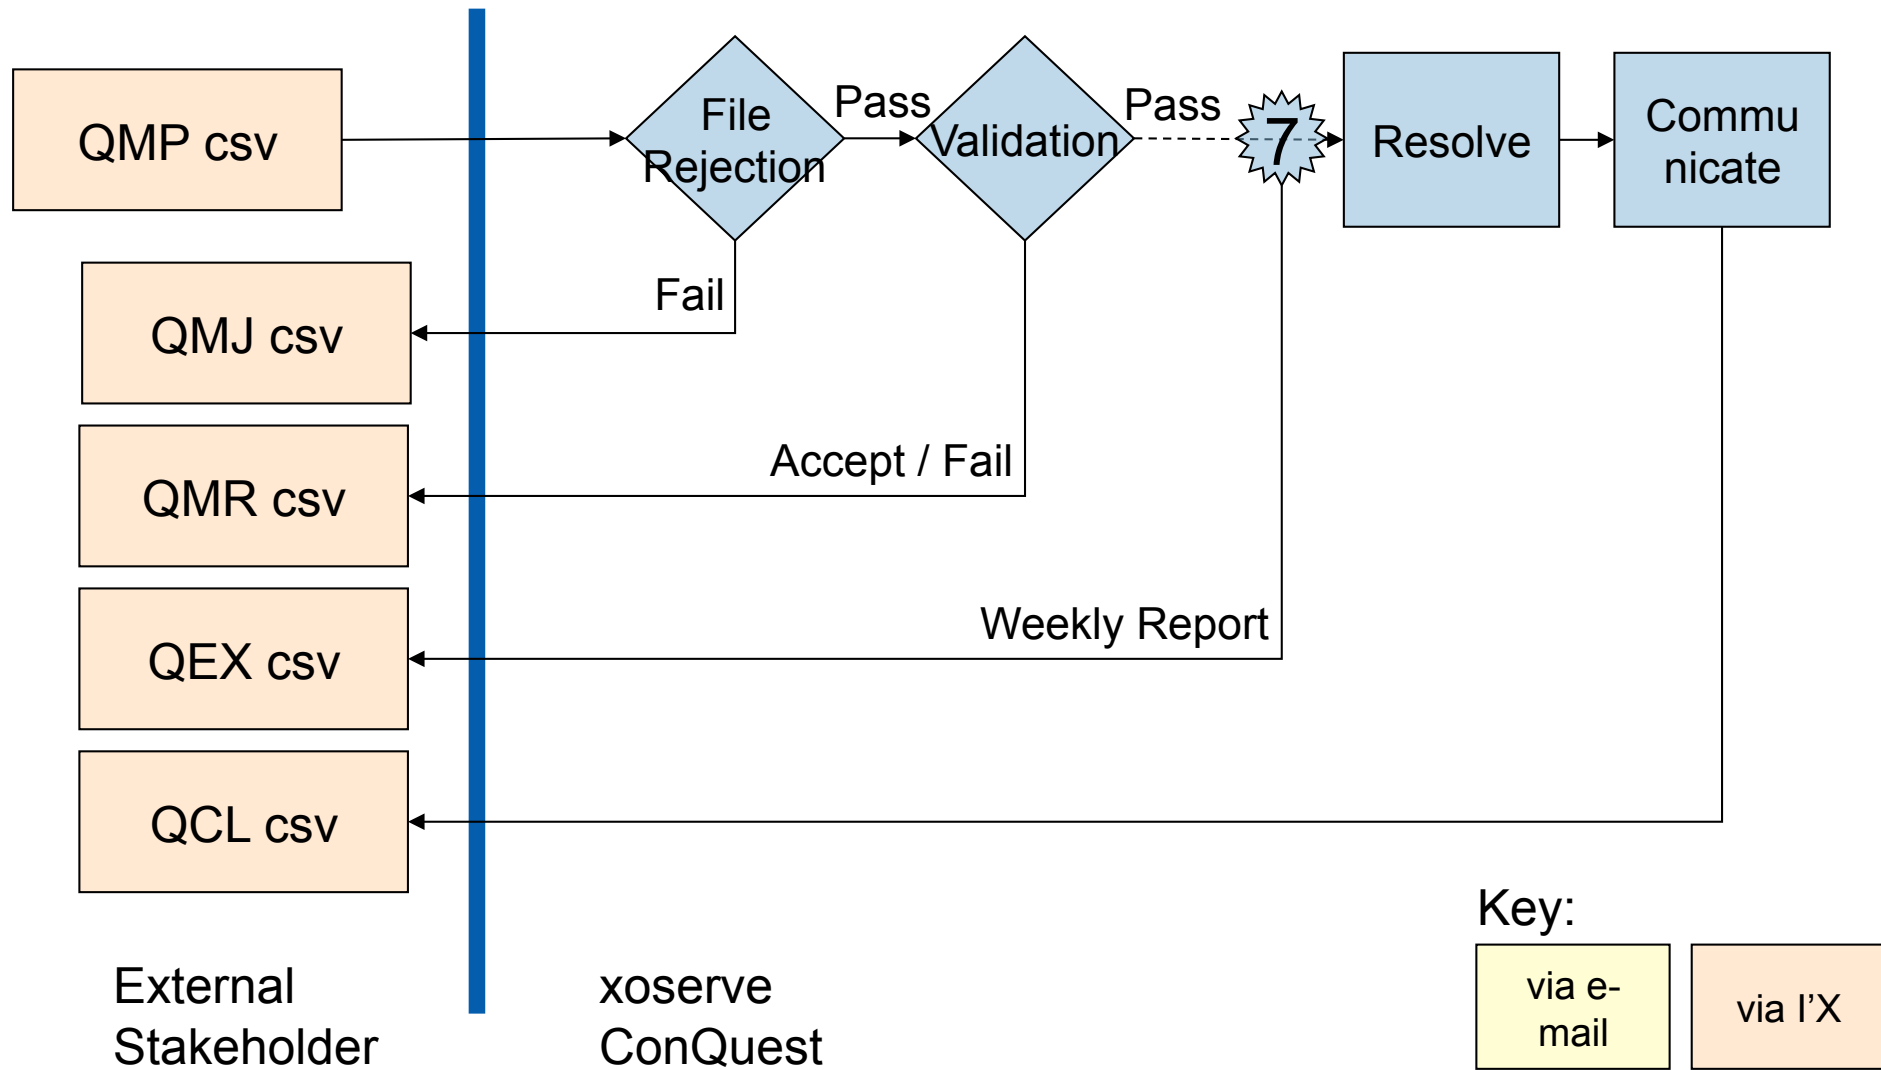 QMP csv
File
Rejection
Pass
Validation
Pass
7
Resolve
Commu
nicate
Fail
QMJ csv
Accept / Fail
QMR csv
Weekly Report
QEX csv
QCL csv
Key:
via e-
mail
via I’X
External
Stakeholder
xoserve
ConQuest